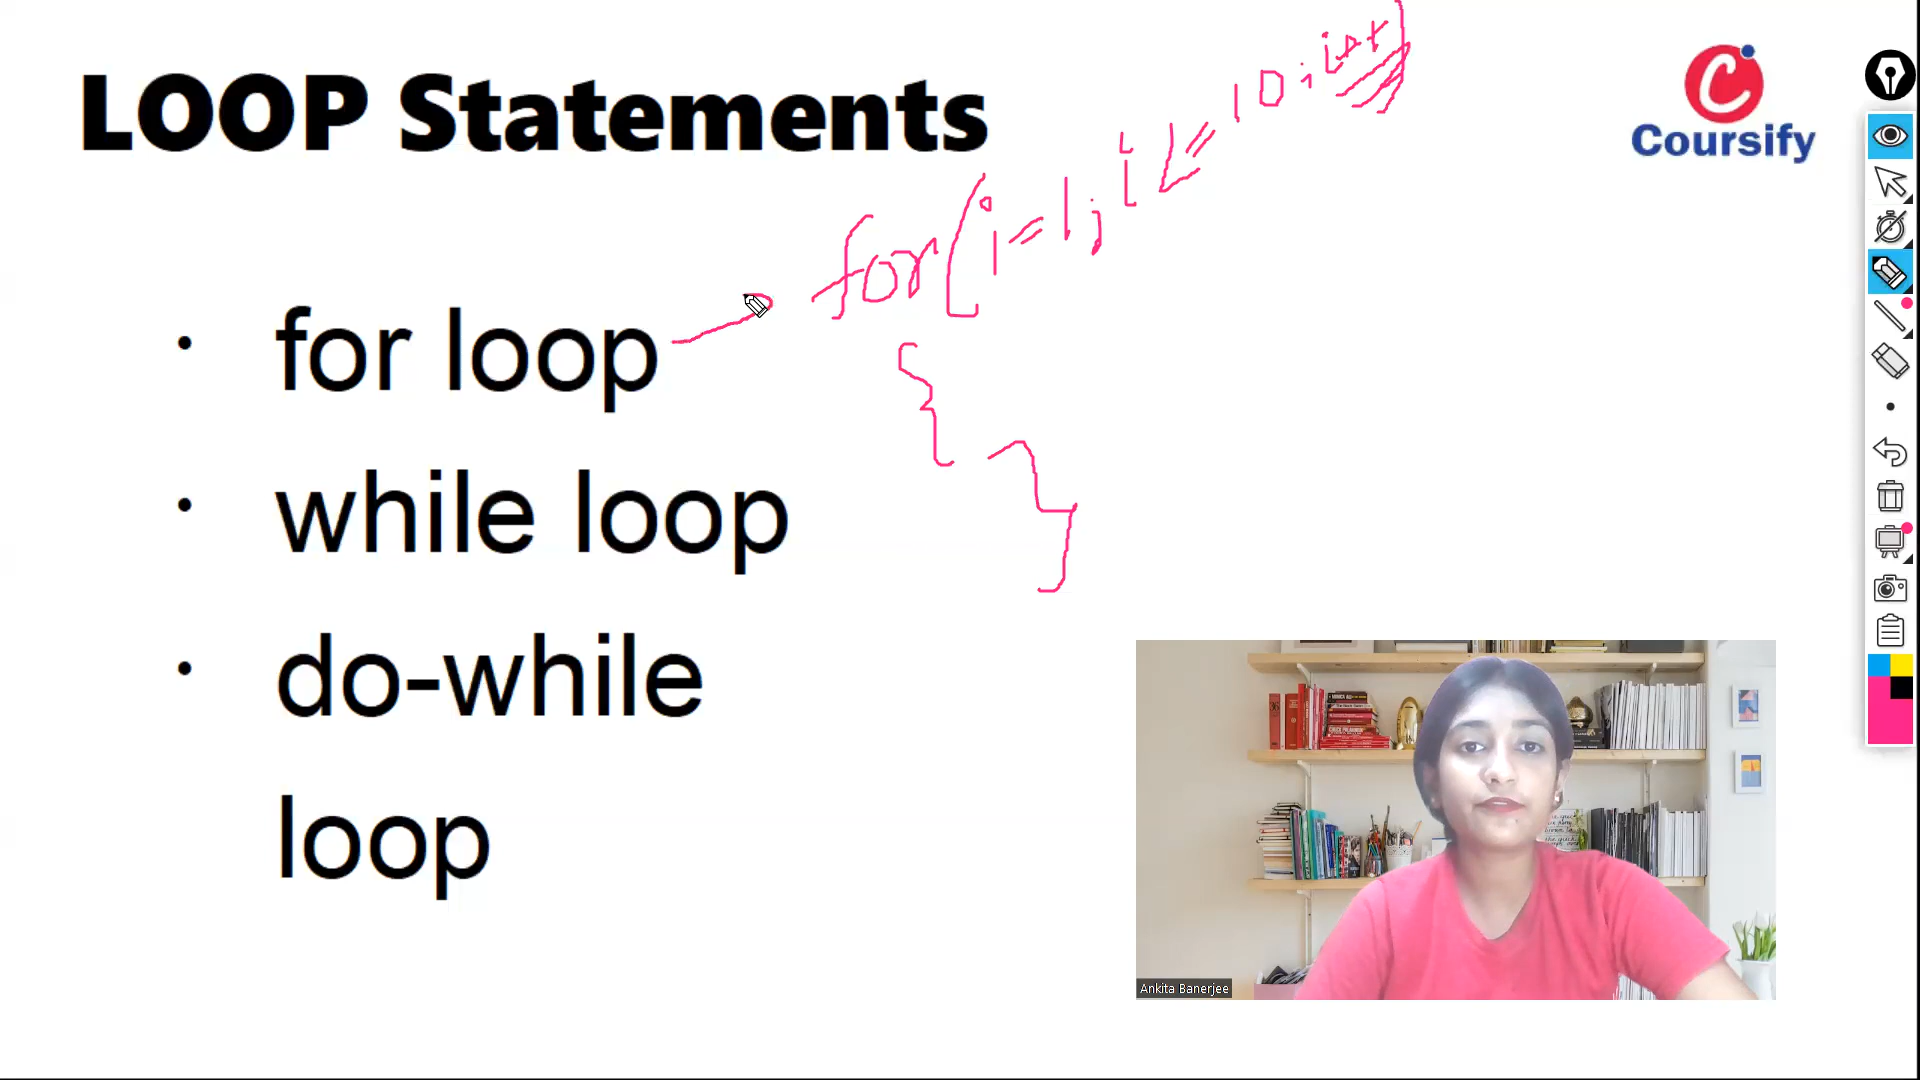 LOOP Statements
Coursify
for(i=1; i<=10; i++)
{
}
· for loop
· while loop
· do-while
loop
Ankita Banerjee